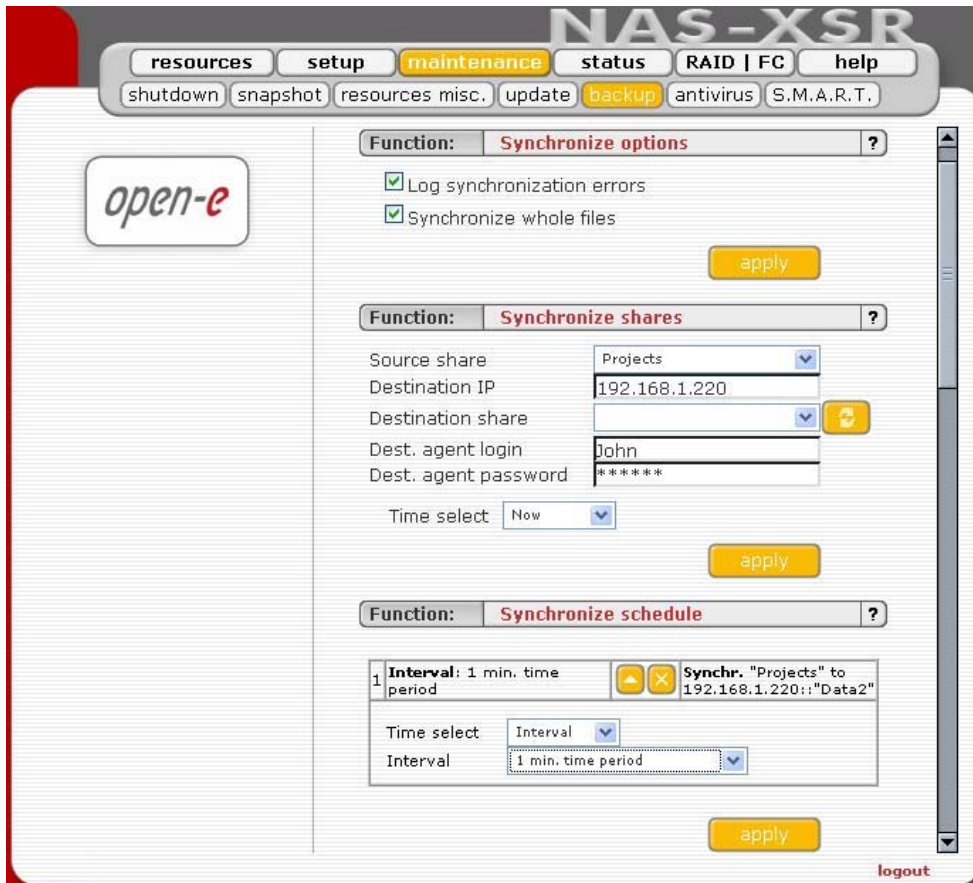 NAS-XSR
resources setup maintenance status RAID | FC help
shutdown snapshot resources misc. update backup antivirus S.M.A.R.T.
open-e
Function: Synchronize options ?
Log synchronization errors
Synchronize whole files
apply
Function: Synchronize shares ?
Source share Projects
Destination IP 192.168.1.220
Destination share
Dest. agent login John
Dest. agent password ******
Time select Now
apply
Function: Synchronize schedule ?
1 Interval: 1 min. time period
Synchr. "Projects" to
192.168.1.220::"Data2"
Time select Interval
Interval 1 min. time period
apply
logout